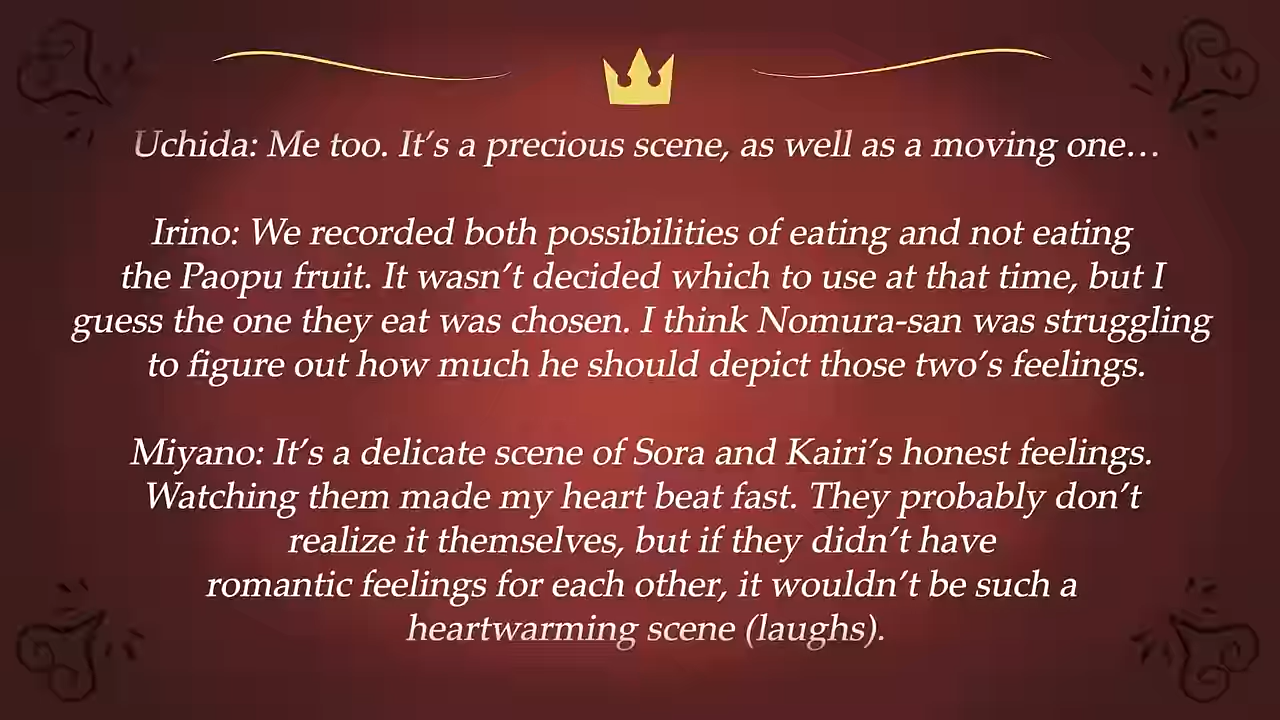 Uchida: Me too. It's a precious scene, as well as a moving one…
Irino: We recorded both possibilities of eating and not eating
the Paopu fruit. It wasn't decided which to use at that time, but I
guess the one they eat was chosen. I think Nomura-san was struggling
to figure out how much he should depict those two's feelings.
Miyano: It's a delicate scene of Sora and Kairi's honest feelings.
Watching them made my heart beat fast. They probably don't
realize it themselves, but if they didn't have
romantic feelings for each other, it wouldn't be such a
heartwarming scene (laughs).